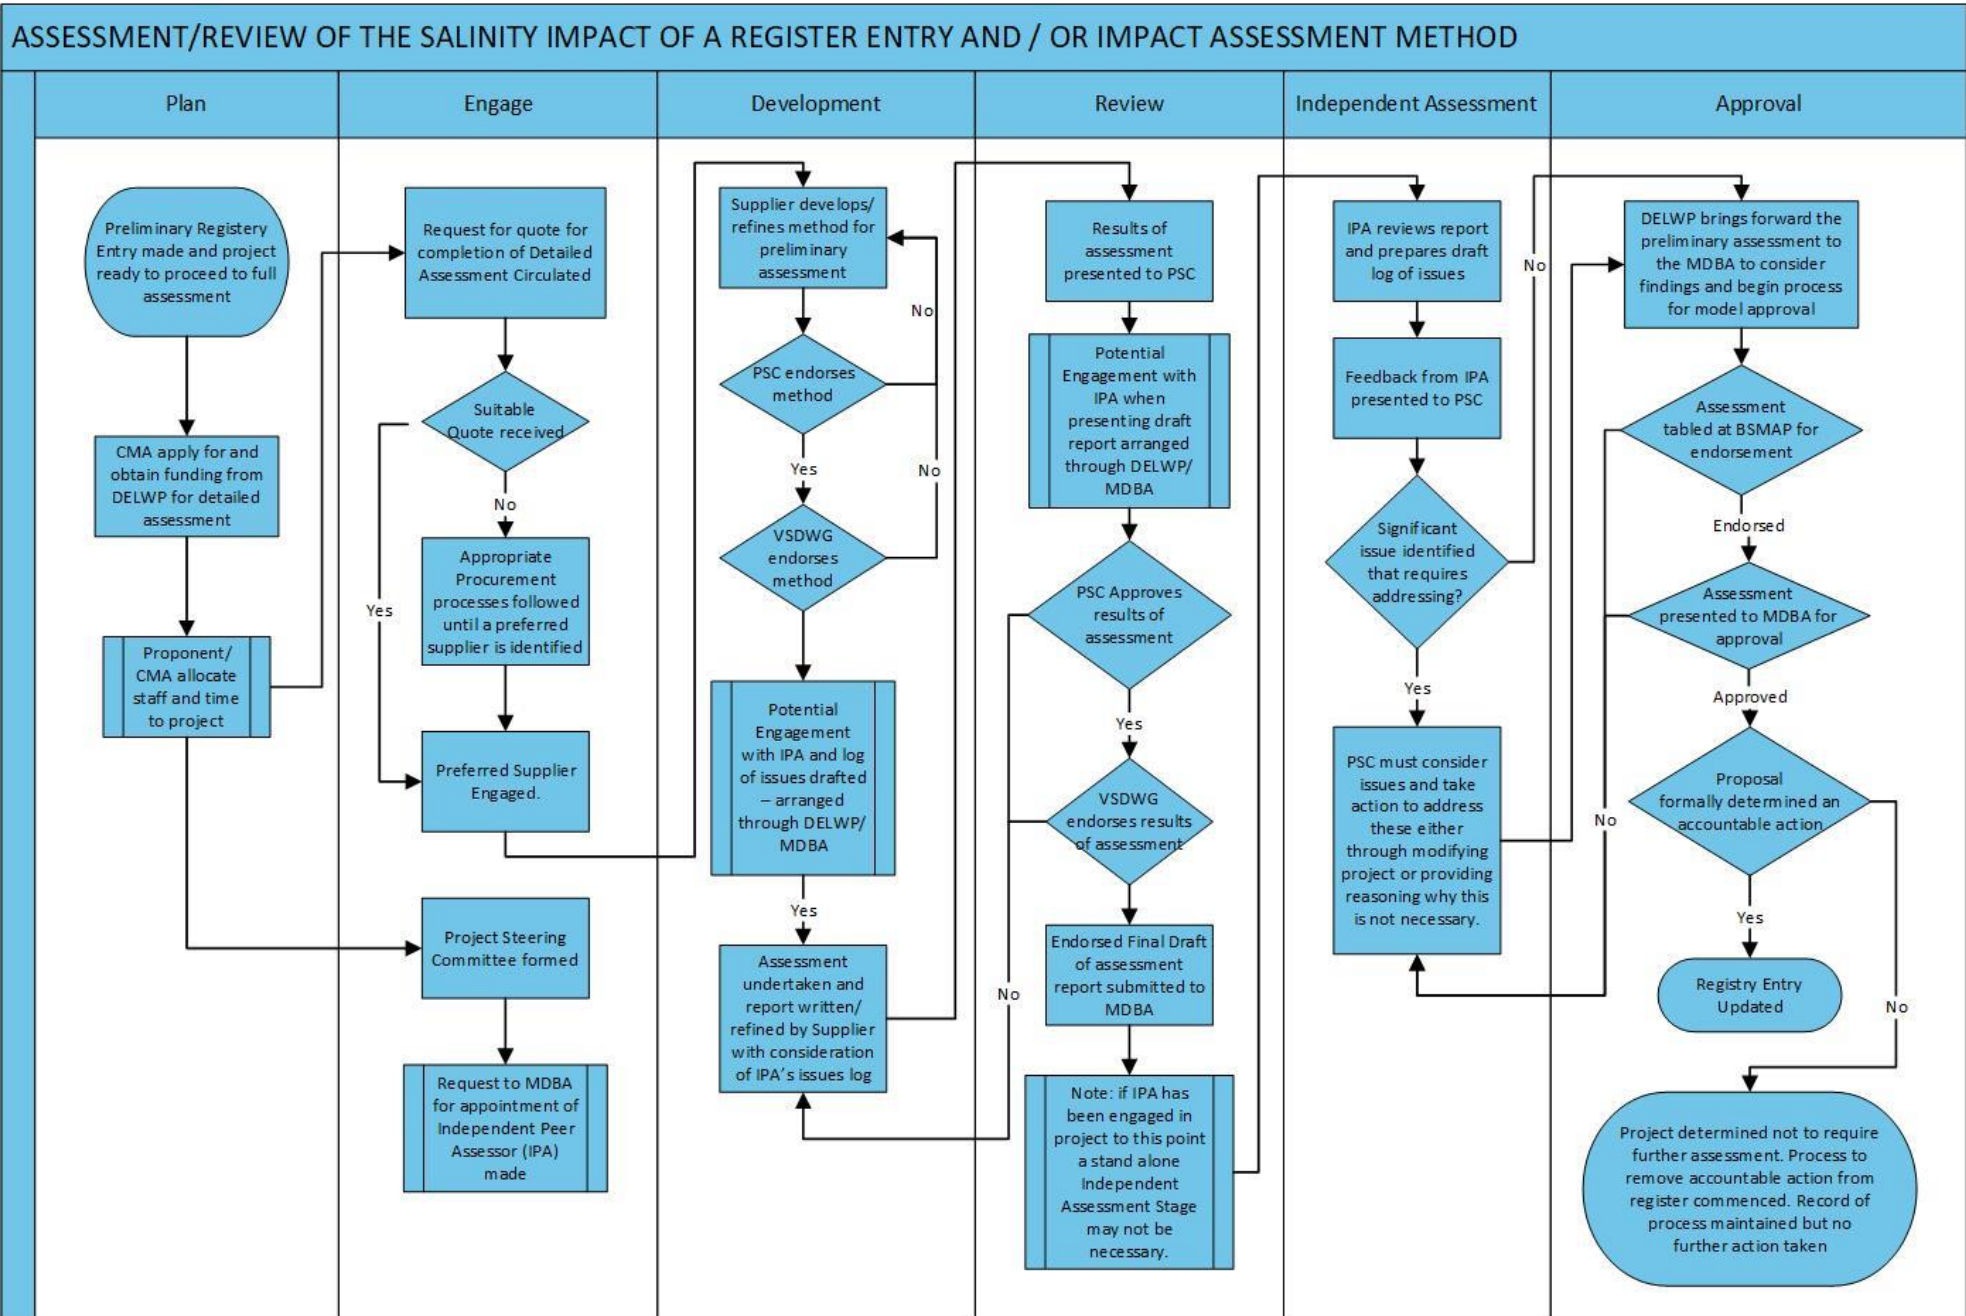 ASSESSMENT/REVIEW OF THE SALINITY IMPACT OF A REGISTER ENTRY AND / OR IMPACT ASSESSMENT METHOD
Plan
Engage
Development
Review
Independent Assessment
Approval
Preliminary Registery
Entry made and project
ready to proceed to full
assessment
CMA apply for and
obtain funding from
DELWP for detailed
assessment
Proponent/
CMA allocate
staff and time
to project
Request for quote for
completion of Detailed
Assessment Circulated
Suitable
Quote received
No
Yes
Appropriate
Procurement
processes followed
until a preferred
supplier is identified
Preferred Supplier
Engaged.
Project Steering
Committee formed
Request to MDBA
for appointment of
Independent Peer
Assessor (IPA)
made
Supplier develops/
refines method for
preliminary
assessment
No
PSC endorses
method
Yes
No
VSDWG
endorses
method
Potential
Engagement
with IPA and log
of issues drafted
– arranged
through DELWP/
MDBA
Yes
Assessment
undertaken and
report written/
refined by Supplier
with consideration
of IPA's issues log
Results of
assessment
presented to PSC
Potential
Engagement with
IPA when
presenting draft
report arranged
through DELWP/
MDBA
PSC Approves
results of
assessment
Yes
VSDWG
endorses results
of assessment
No
Endorsed Final Draft
of assessment
report submitted to
MDBA
Note: if IPA has
been engaged in
project to this point
a stand alone
Independent
Assessment Stage
may not be
necessary.
IPA reviews report
and prepares draft
log of issues
No
Feedback from IPA
presented to PSC
Significant
issue identified
that requires
addressing?
Yes
PSC must consider
issues and take
action to address
these either
through modifying
project or providing
reasoning why this
is not necessary.
DELWP brings forward the
preliminary assessment to
the MDBA to consider
findings and begin process
for model approval
Assessment
tabled at BSMAP for
endorsement
Endorsed
Assessment
presented to MDBA for
approval
Approved
No
Proposal
formally determined an
accountable action
Yes
No
Registry Entry
Updated
Project determined not to require
further assessment. Process to
remove accountable action from
register commenced. Record of
process maintained but no
further action taken